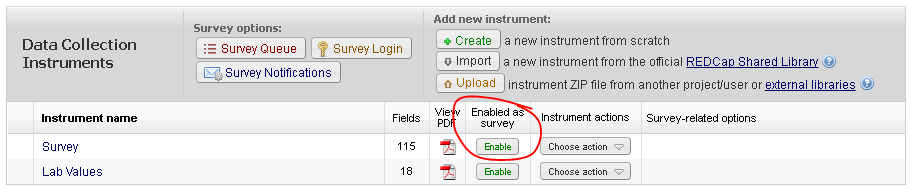 Data Collection
Instruments
Survey options:
Survey Queue
Survey Login
Survey Notifications
Add new instrument:
Create a new instrument from scratch
Import a new instrument from the official REDCap Shared Library ?
Upload instrument ZIP file from another project/user or external libraries ?
Instrument name Fields View PDF Enabled as survey Instrument actions Survey-related options
Survey 115 Enable Choose action
Lab Values 18 Enable Choose action